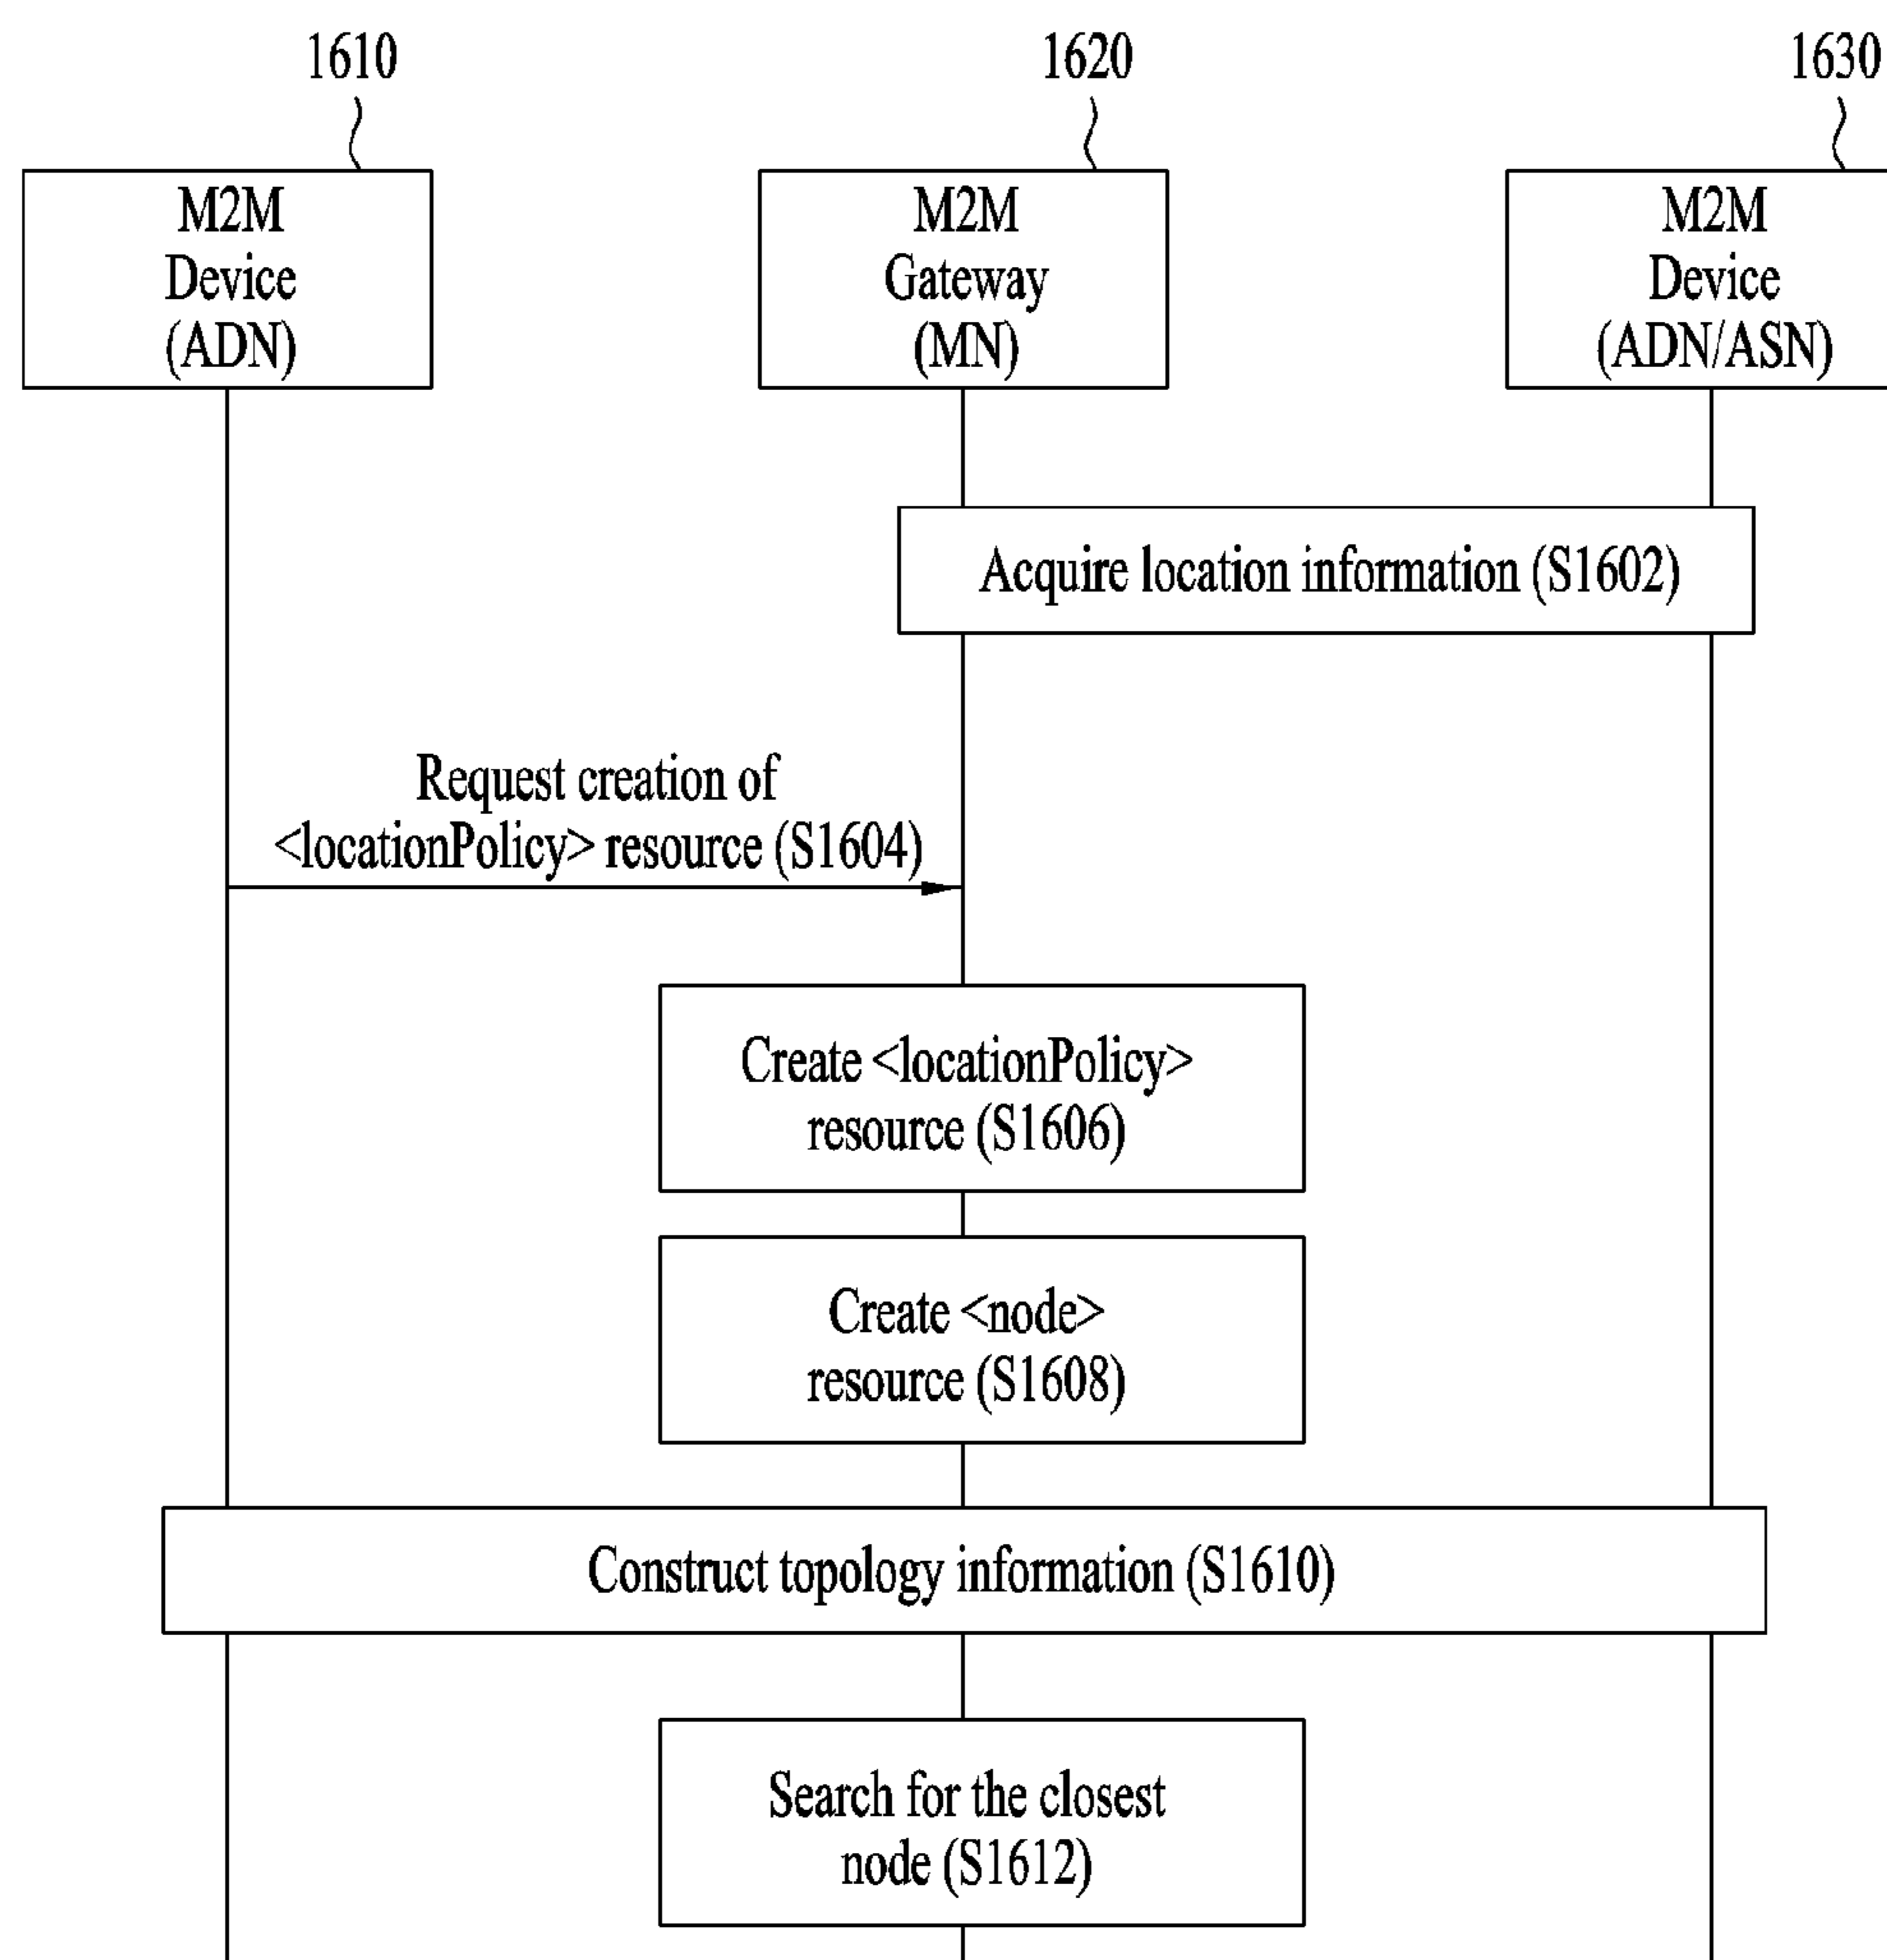 1610
1620
1630
M2M
Device
(ADN)
M2M
Gateway
(MN)
M2M
Device
(ADN/ASN)
Acquire location information (S1602)
Request creation of
<locationPolicy> resource (S1604)
Create <locationPolicy>
resource (S1606)
Create <node>
resource (S1608)
Construct topology information (S1610)
Search for the closest
node (S1612)